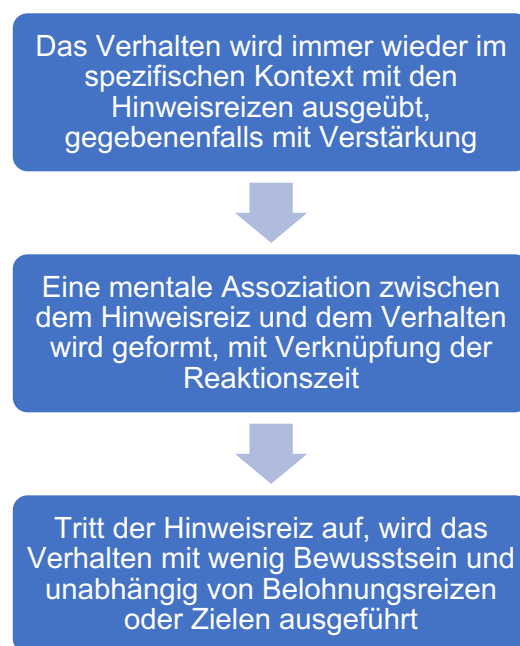 Das Verhalten wird immer wieder im
spezifischen Kontext mit den
Hinweisreizen ausgeübt,
gegebenenfalls mit Verstärkung
Eine mentale Assoziation zwischen
dem Hinweisreiz und dem Verhalten
wird geformt, mit Verknüpfung der
Reaktionszeit
Tritt der Hinweisreiz auf, wird das
Verhalten mit wenig Bewusstsein und
unabhängig von Belohnungsreizen
oder Zielen ausgeführt